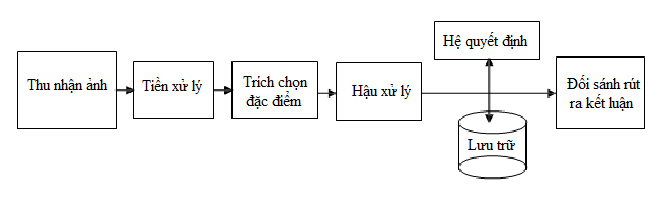 Thu nhận ảnh
Tiền xử lý
Trích chọn
đặc điểm
Hậu xử lý
Hệ quyết định
Lưu trữ
Đối sánh rút
ra kết luận